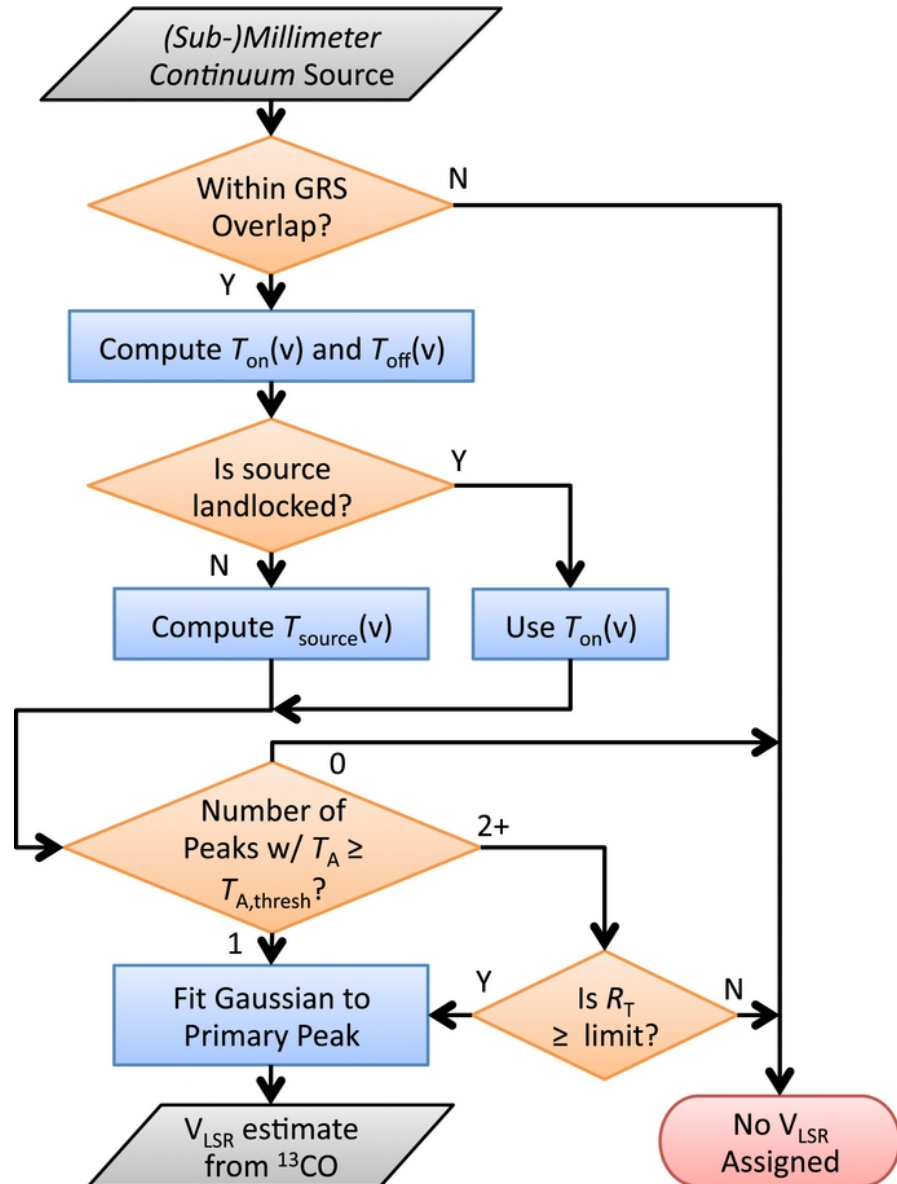 (Sub-)Millimeter
Continuum Source
Within GRS
Overlap?
N
Y
Compute T_on(v) and T_off(v)
Is source
landlocked?
Y
N
Compute T_source(v)
Use T_on(v)
0
Number of
Peaks w/ T_A ≥
T_A,thresh?
2+
1
Fit Gaussian to
Primary Peak
Y
Is R_T
≥ limit?
N
V_LSR estimate
from ¹³CO
No V_LSR
Assigned